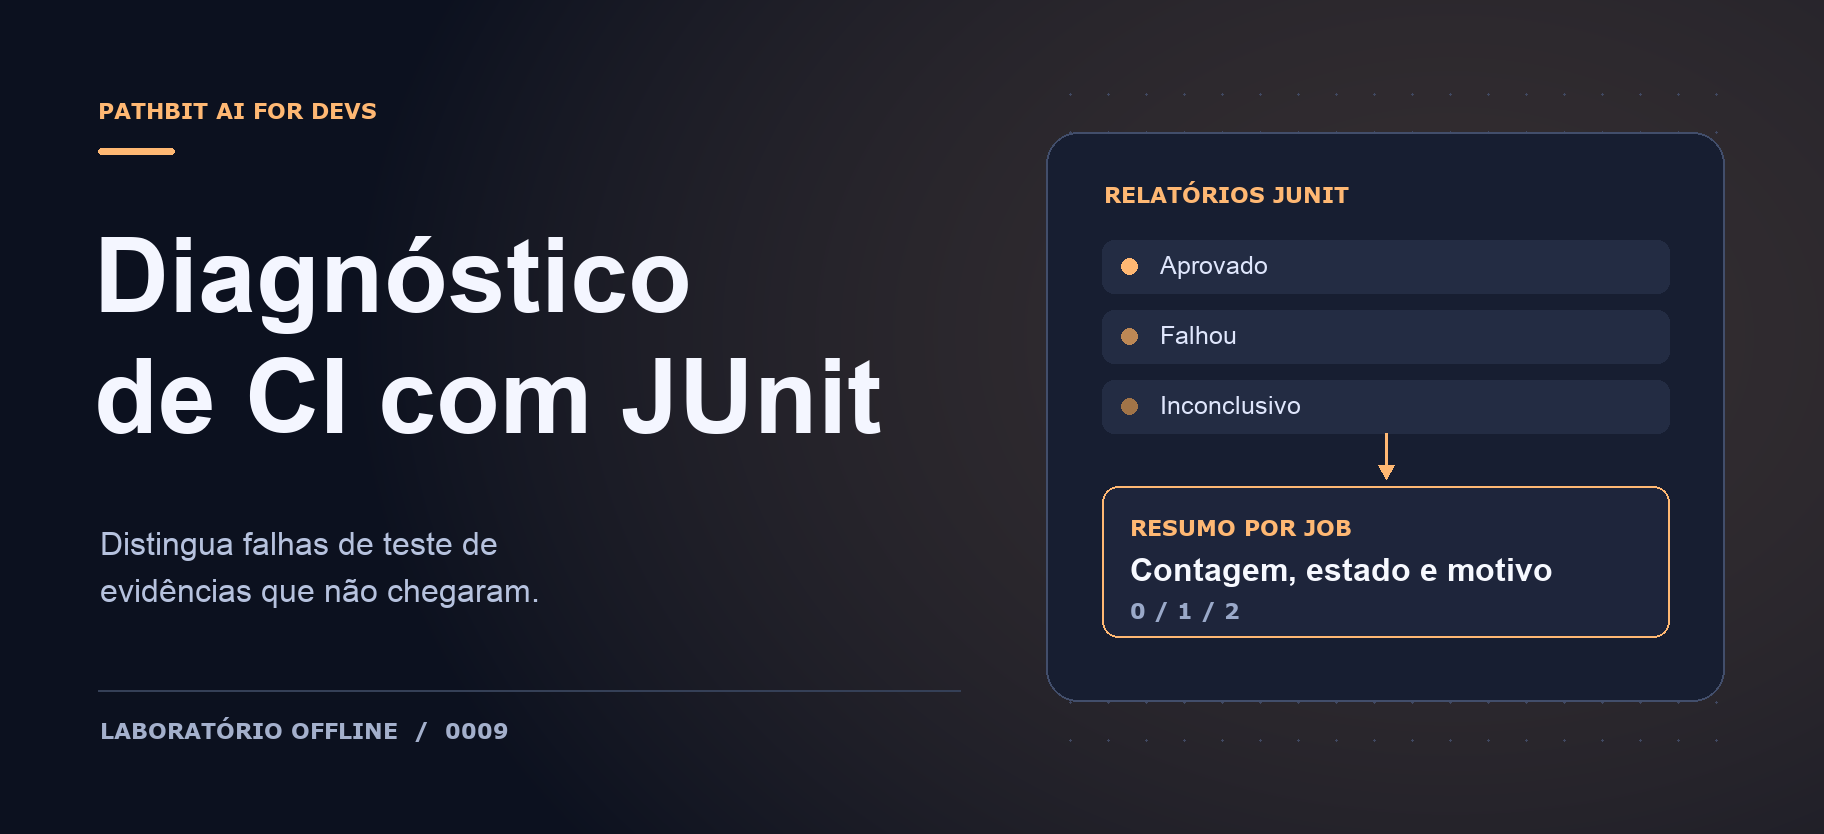 PATHBIT AI FOR DEVS
Diagnóstico
de CI com JUnit
Distingua falhas de teste de
evidências que não chegaram.
LABORATÓRIO OFFLINE / 0009
RELATÓRIOS JUNIT
Aprovado
Falhou
Inconclusivo
RESUMO POR JOB
Contagem, estado e motivo
0 / 1 / 2